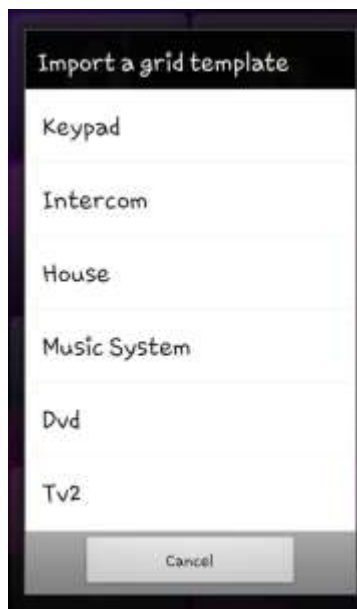 Import a grid template
Keypad
Intercom
House
Music System
Dvd
Tv2
Cancel